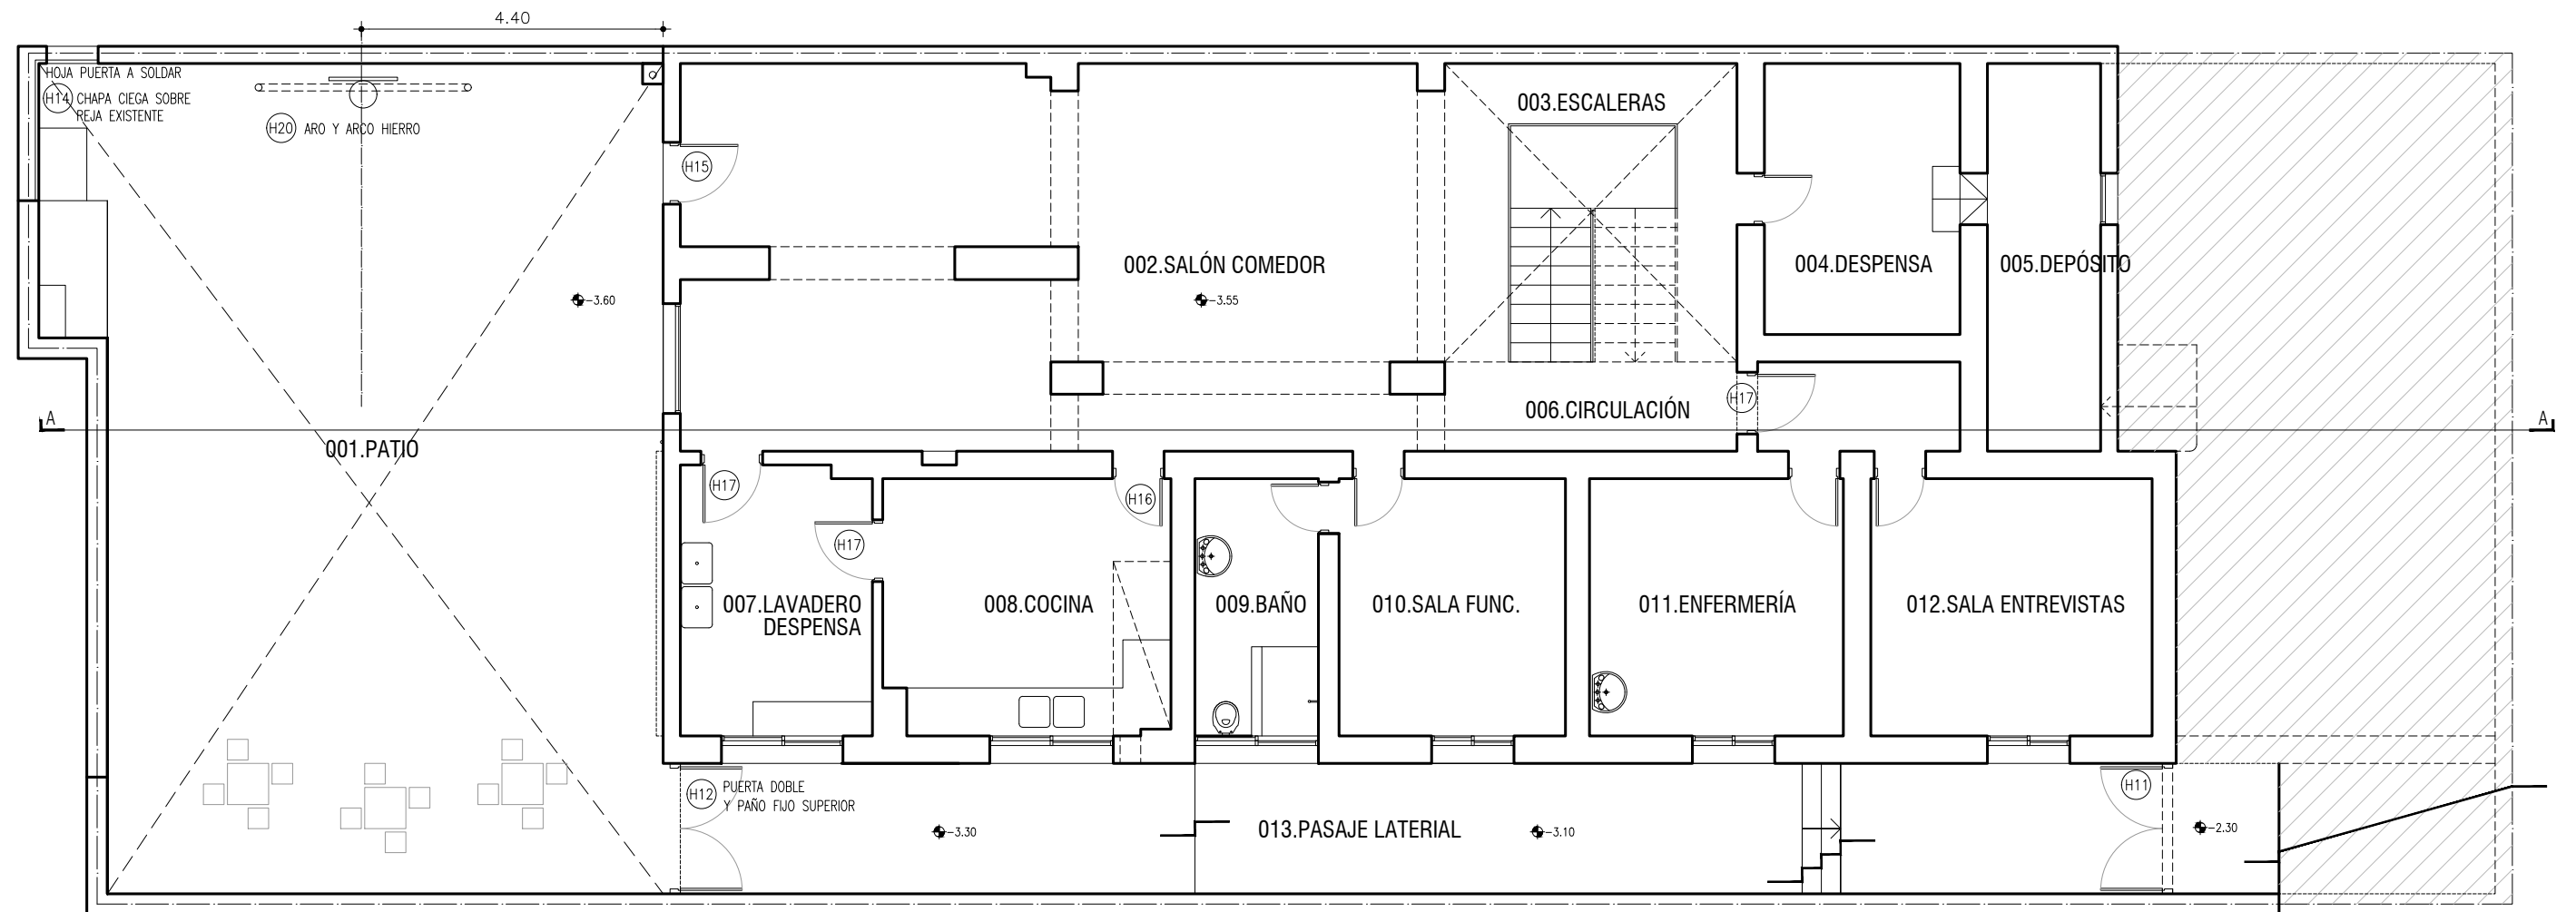 4.40
HOJA PUERTA A SOLDAR
H14 CHAPA CIEGA SOBRE
REJA EXISTENTE
H20 ARO Y ARCO HIERRO
003.ESCALERAS
H15
002.SALÓN COMEDOR
004.DESPENSA
005.DEPÓSITO
-3.60
-3.55
H17
006.CIRCULACIÓN
A
A
001.PATIO
H17
H16
H17
007.LAVADERO
DESPENSA
008.COCINA
009.BAÑO
010.SALA FUNC.
011.ENFERMERÍA
012.SALA ENTREVISTAS
H12 PUERTA DOBLE
Y PAÑO FIJO SUPERIOR
H11
-3.30
013.PASAJE LATERIAL
-3.10
-2.30